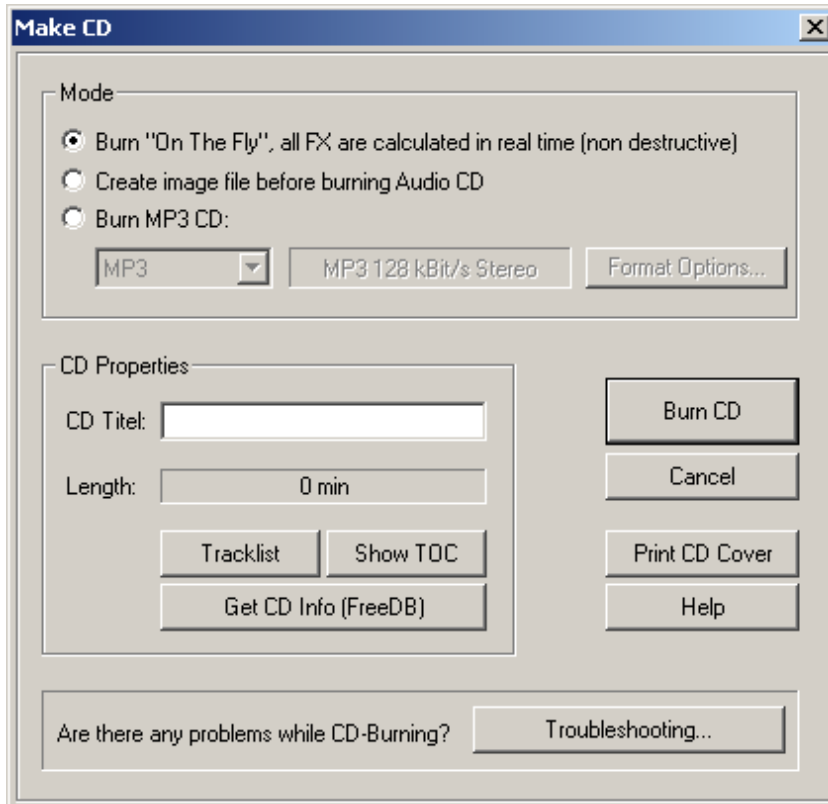 Make CD
Mode
Burn "On The Fly", all FX are calculated in real time (non destructive)
Create image file before burning Audio CD
Burn MP3 CD:
MP3 MP3 128 kBit/s Stereo Format Options...
CD Properties
CD Titel:
Burn CD
Length: 0 min
Cancel
Tracklist Show TOC
Print CD Cover
Get CD Info (FreeDB)
Help
Are there any problems while CD-Burning? Troubleshooting...